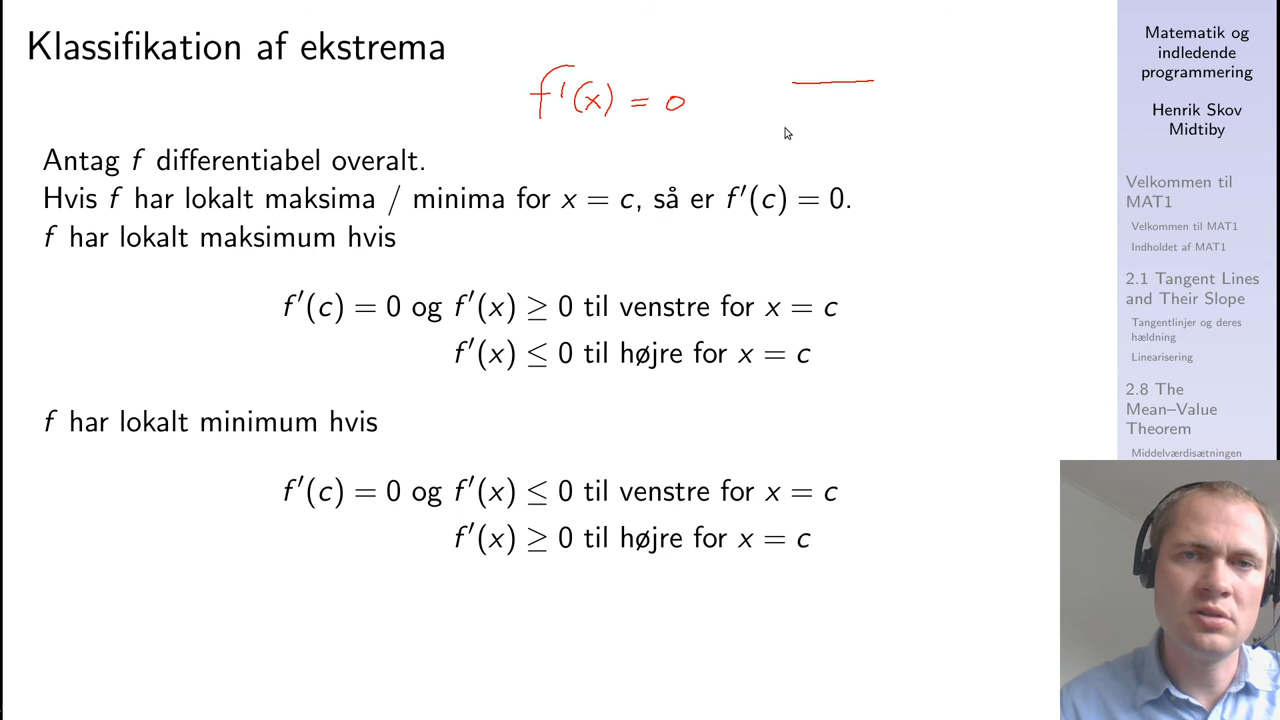 Klassifikation af ekstrema
f'(x) = 0
Antag f differentiabel overalt.
Hvis f har lokalt maksima / minima for x = c, så er f′(c) = 0.
f har lokalt maksimum hvis
f′(c) = 0 og f′(x) ≥ 0 til venstre for x = c
f′(x) ≤ 0 til højre for x = c
f har lokalt minimum hvis
f′(c) = 0 og f′(x) ≤ 0 til venstre for x = c
f′(x) ≥ 0 til højre for x = c
Matematik og
indledende
programmering
Henrik Skov
Midtiby
Velkommen til
MAT1
Velkommen til MAT1
Indholdet af MAT1
2.1 Tangent Lines
and Their Slope
Tangentlinjer og deres
hældning
Linearisering
2.8 The
Mean–Value
Theorem
Middelværdisætningen